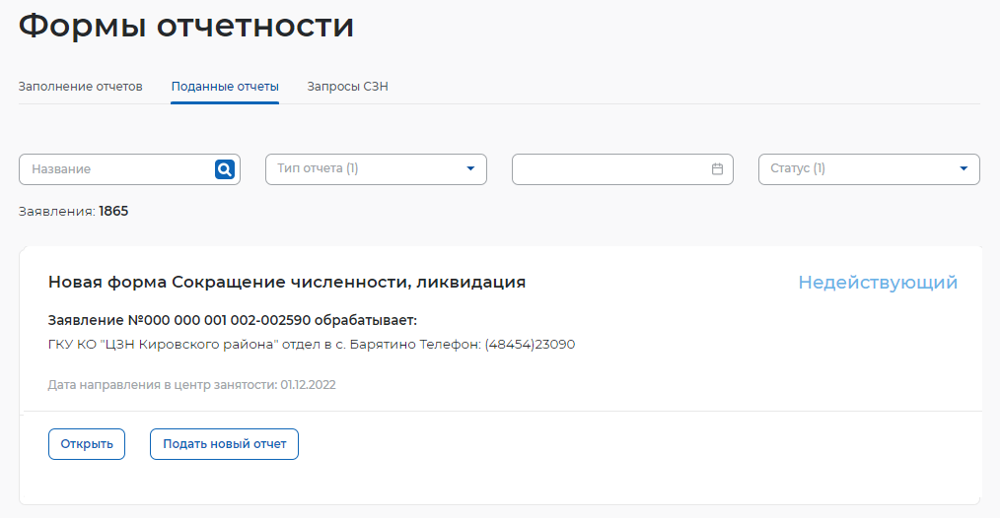 Формы отчетности
Заполнение отчетов Поданные отчеты Запросы СЗН
Название Тип отчета (1) Статус (1)
Заявления: 1865
Новая форма Сокращение численности, ликвидация Недействующий
Заявление №000 000 001 002-002590 обрабатывает:
ГКУ КО "ЦЗН Кировского района" отдел в с. Барятино Телефон: (48454)23090
Дата направления в центр занятости: 01.12.2022
Открыть Подать новый отчет